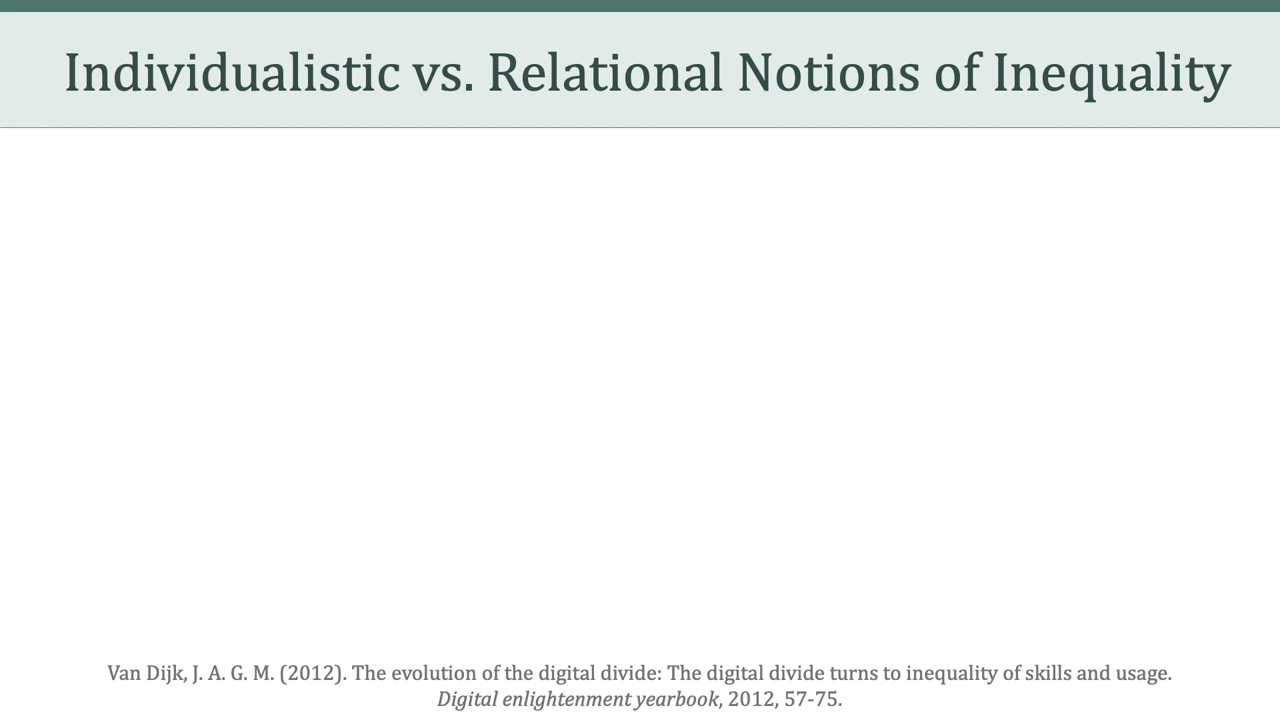 Individualistic vs. Relational Notions of Inequality
Van Dijk, J. A. G. M. (2012). The evolution of the digital divide: The digital divide turns to inequality of skills and usage.
Digital enlightenment yearbook, 2012, 57-75.